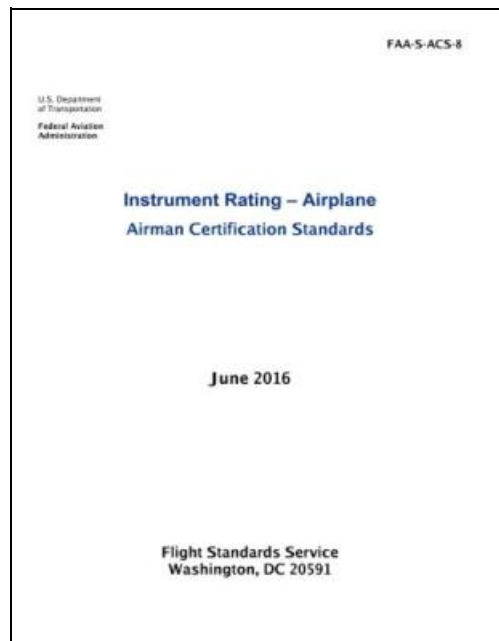 FAA-S-ACS-8
U.S. Department
of Transportation
Federal Aviation
Administration
Instrument Rating – Airplane
Airman Certification Standards
June 2016
Flight Standards Service
Washington, DC 20591